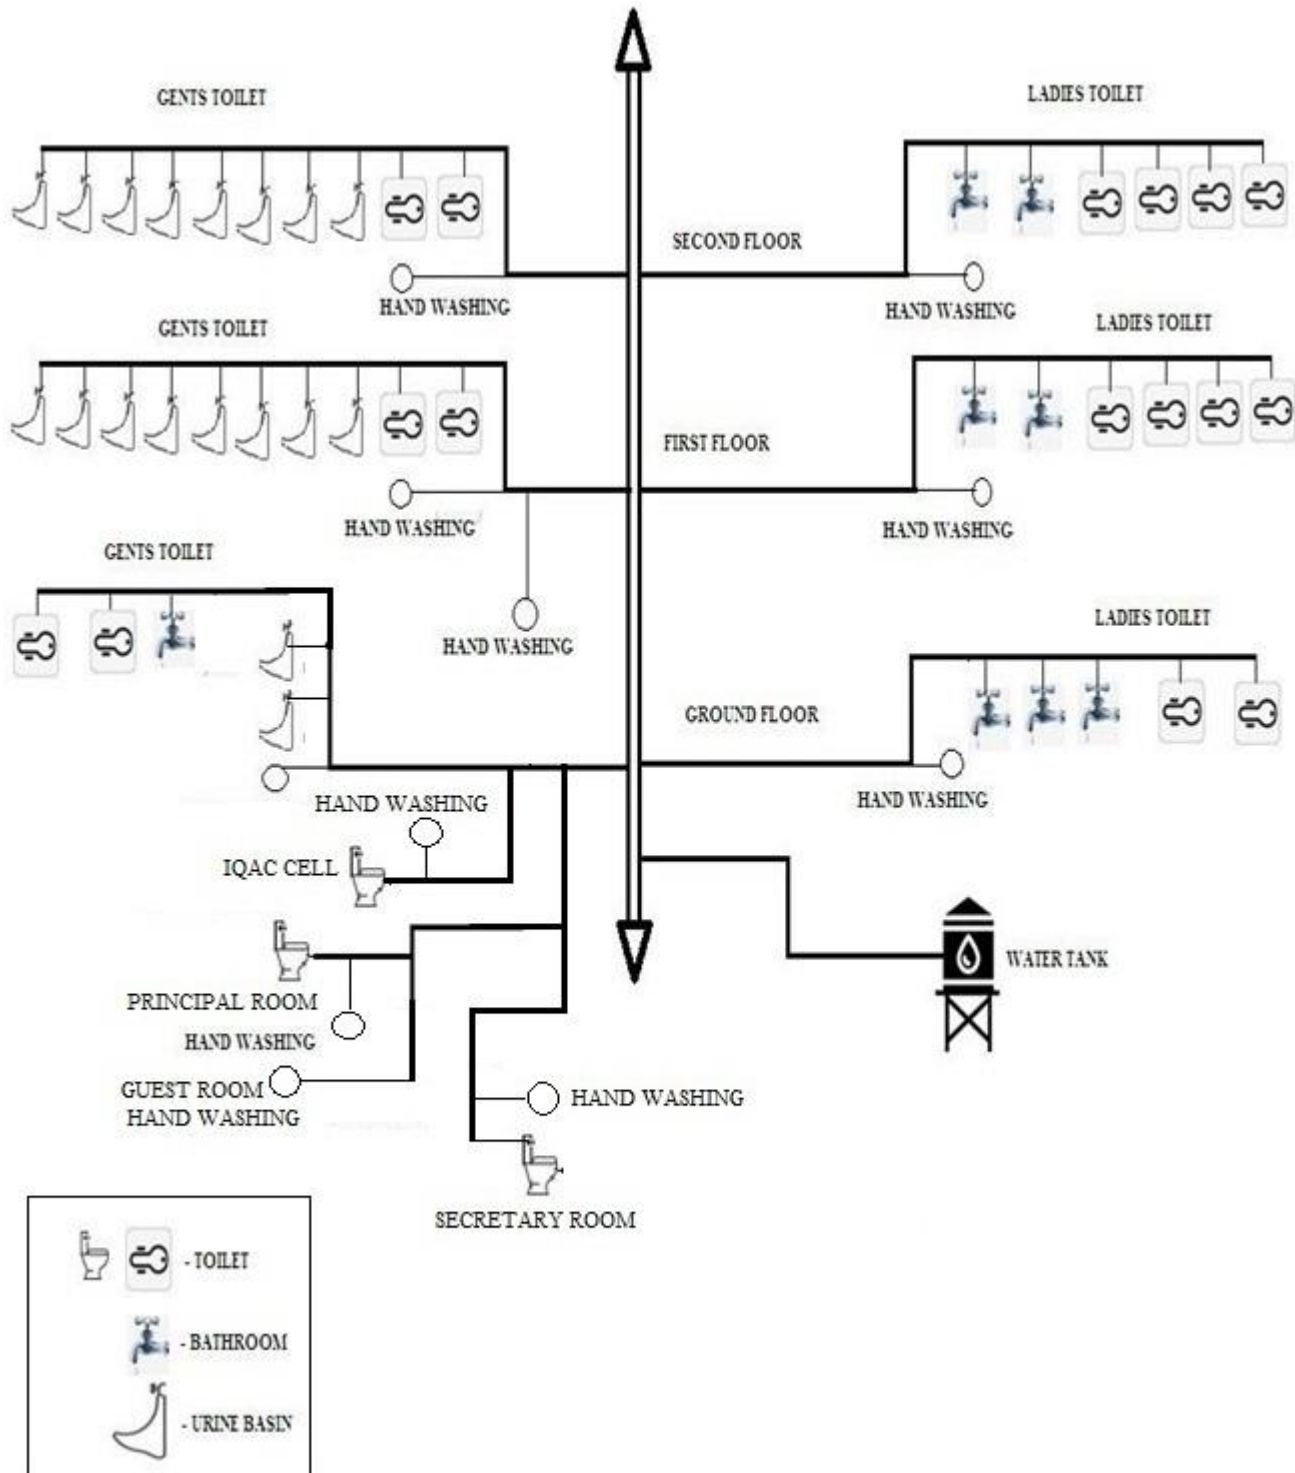 GENTS TOILET
LADIES TOILET
SECOND FLOOR
HAND WASHING
HAND WASHING
GENTS TOILET
LADIES TOILET
FIRST FLOOR
HAND WASHING
HAND WASHING
GENTS TOILET
HAND WASHING
LADIES TOILET
GROUND FLOOR
HAND WASHING
HAND WASHING
IQAC CELL
WATER TANK
PRINCIPAL ROOM
HAND WASHING
GUEST ROOM
HAND WASHING
HAND WASHING
SECRETARY ROOM
- TOILET
- BATHROOM
- URINE BASIN